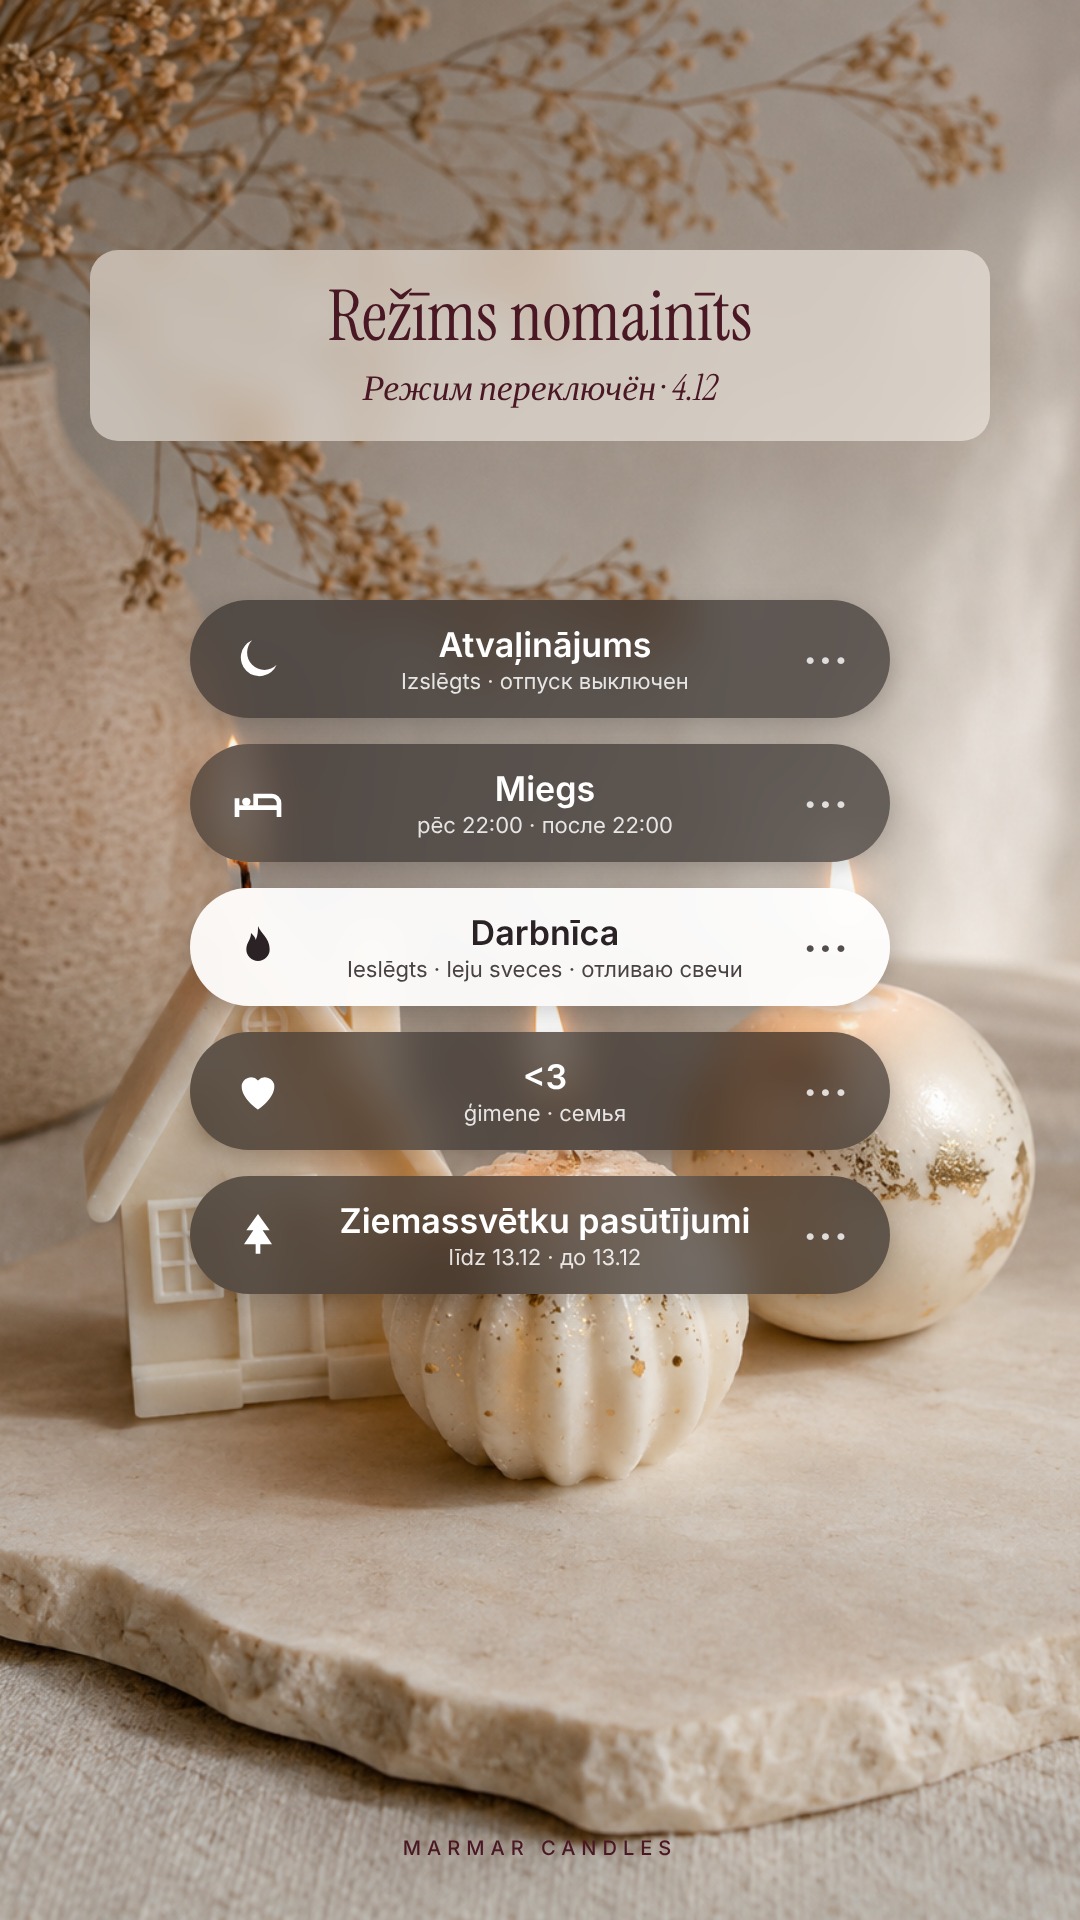 Režīms nomainīts
Режим переключён · 4.12
Atvaļinājums
Izslēgts · отпуск выключен
Miegs
pēc 22:00 · после 22:00
Darbnīca
Ieslēgts · leju sveces · отливаю свечи
<3
ģimene · семья
Ziemassvētku pasūtījumi
līdz 13.12 · до 13.12
MARMAR CANDLES